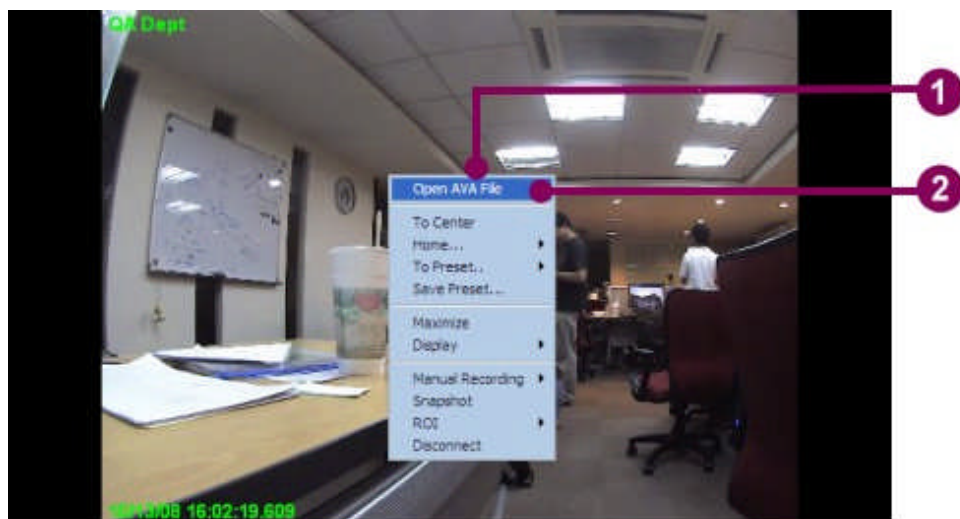 QA Dept
1
Open AVA File
2
To Center
Home...
To Preset..
Save Preset...
Maximize
Display
Manual Recording
Snapshot
ROI
Disconnect
16:02:19.609